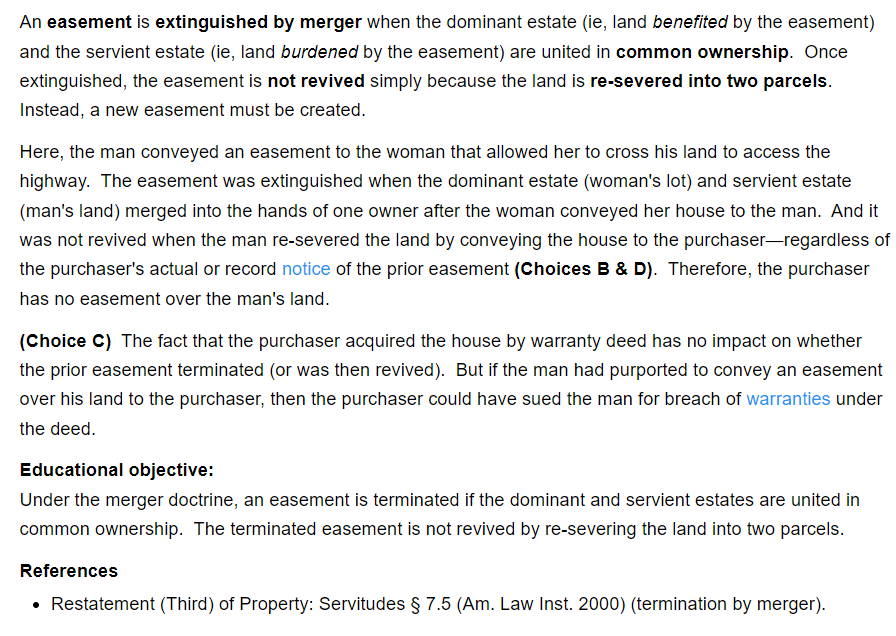 An easement is extinguished by merger when the dominant estate (ie, land benefited by the easement)
and the servient estate (ie, land burdened by the easement) are united in common ownership.  Once
extinguished, the easement is not revived simply because the land is re-severed into two parcels.
Instead, a new easement must be created.
Here, the man conveyed an easement to the woman that allowed her to cross his land to access the
highway.  The easement was extinguished when the dominant estate (woman's lot) and servient estate
(man's land) merged into the hands of one owner after the woman conveyed her house to the man.  And it
was not revived when the man re-severed the land by conveying the house to the purchaser—regardless of
the purchaser's actual or record notice of the prior easement (Choices B & D).  Therefore, the purchaser
has no easement over the man's land.
(Choice C)  The fact that the purchaser acquired the house by warranty deed has no impact on whether
the prior easement terminated (or was then revived).  But if the man had purported to convey an easement
over his land to the purchaser, then the purchaser could have sued the man for breach of warranties under
the deed.
Educational objective:
Under the merger doctrine, an easement is terminated if the dominant and servient estates are united in
common ownership.  The terminated easement is not revived by re-severing the land into two parcels.
References
• Restatement (Third) of Property: Servitudes § 7.5 (Am. Law Inst. 2000) (termination by merger).